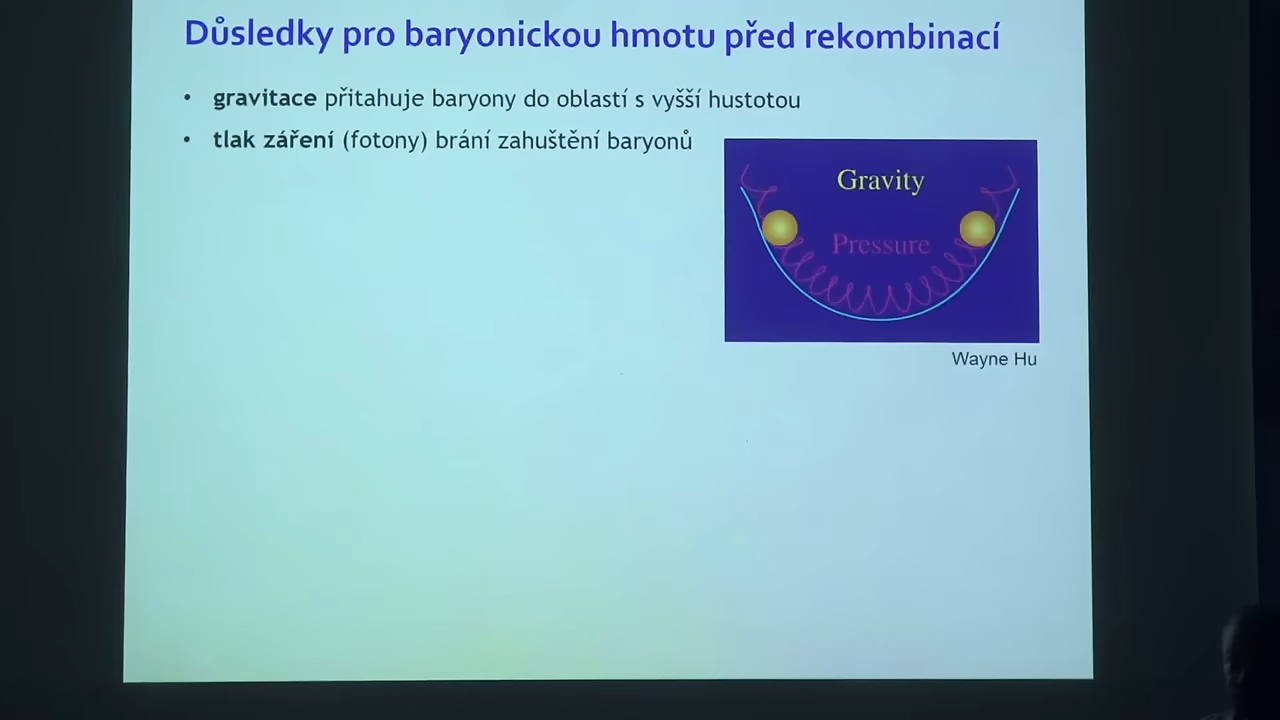 Důsledky pro baryonickou hmotu před rekombinací
• gravitace přitahuje baryony do oblastí s vyšší hustotou
• tlak záření (fotony) brání zahuštění baryonů
Gravity
Pressure
Wayne Hu